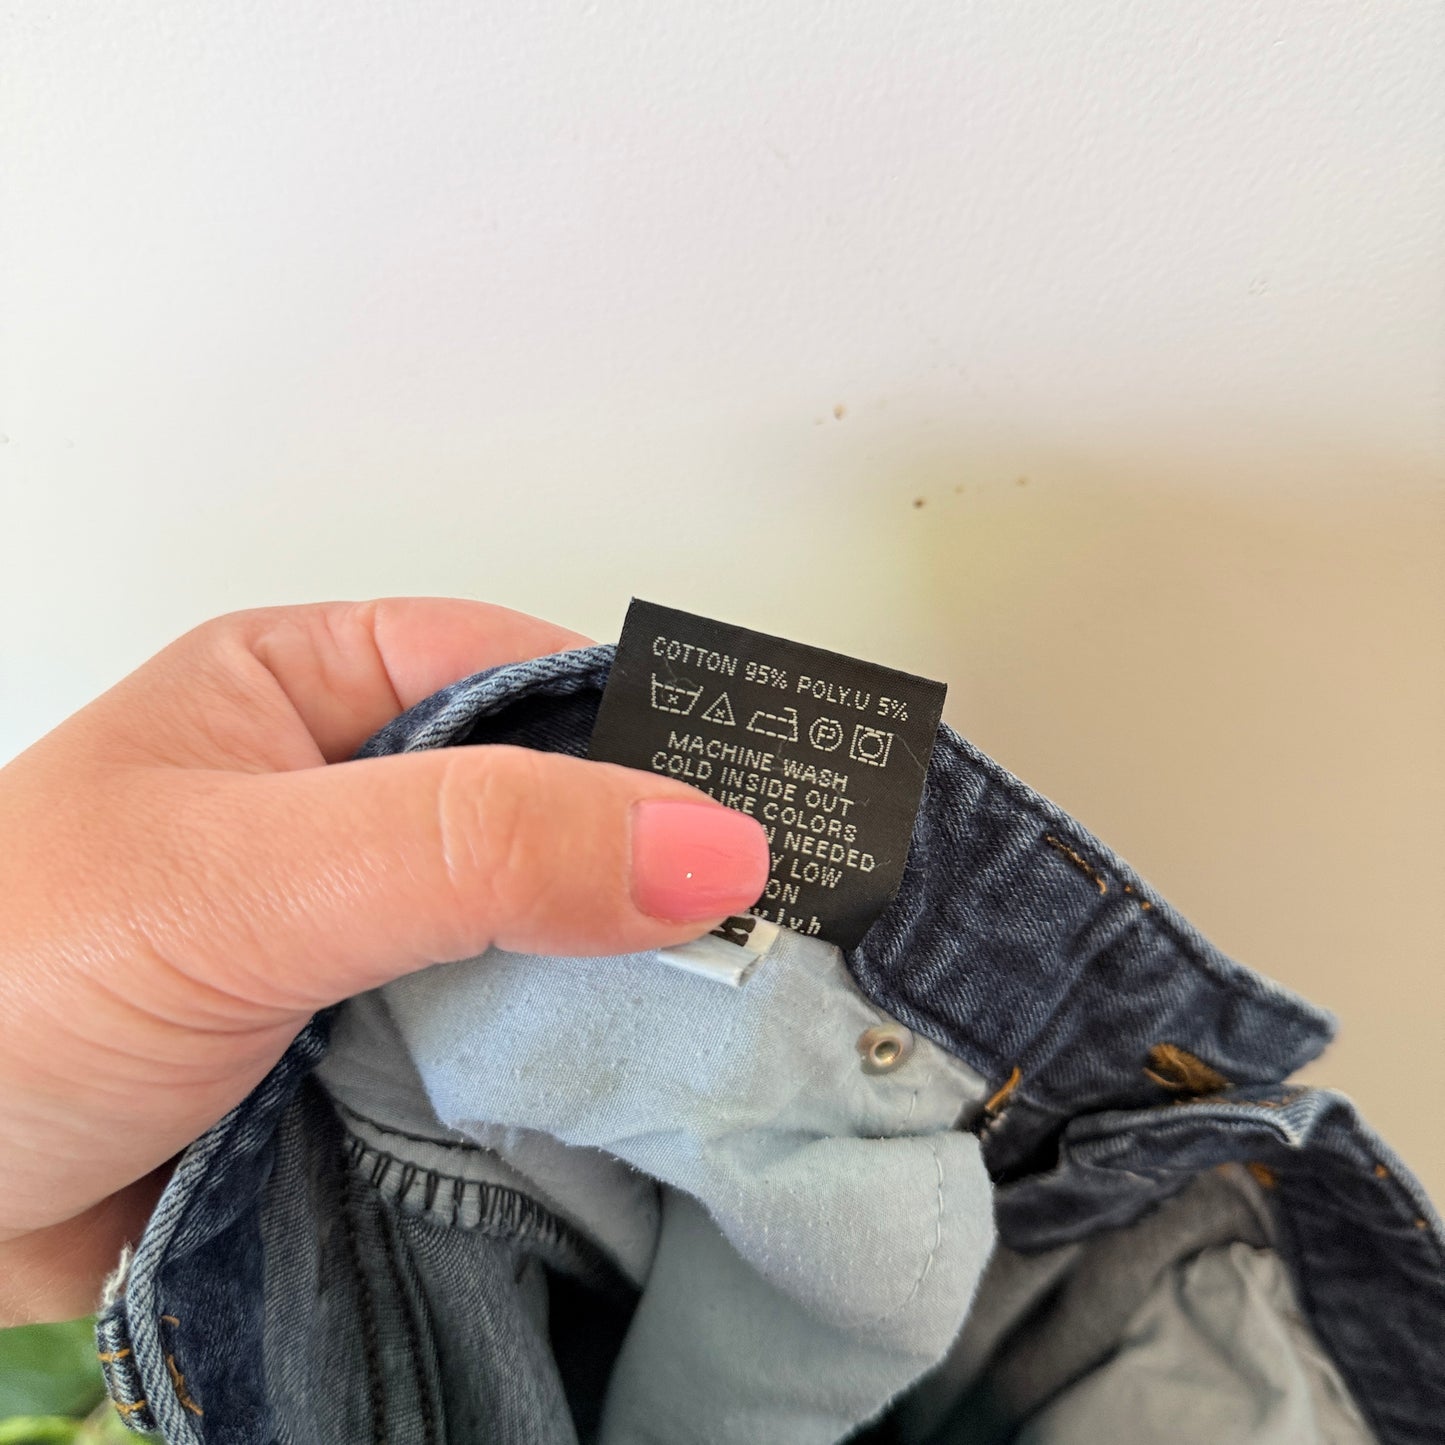 COTTON 95% POLY.U 5%
P
MACHINE WASH
COLD INSIDE OUT
LIKE COLORS
NEEDED
LOW